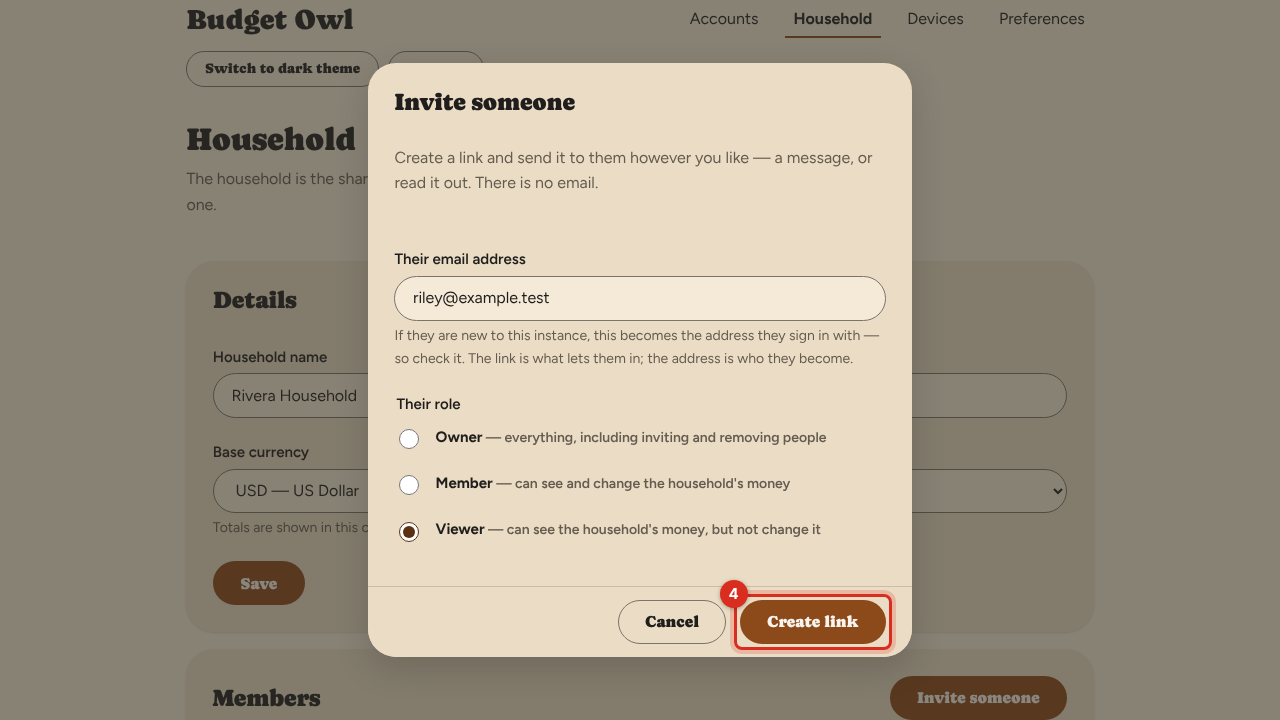 Budget Owl
Accounts
Household
Devices
Preferences
Switch to dark theme
Household
The household is the shar
one.
Details
Household name
Rivera Household
Base currency
USD — US Dollar
Totals are shown in this c
Save
Members
Invite someone
Invite someone
Create a link and send it to them however you like — a message, or
read it out. There is no email.
Their email address
riley@example.test
If they are new to this instance, this becomes the address they sign in with —
so check it. The link is what lets them in; the address is who they become.
Their role
Owner — everything, including inviting and removing people
Member — can see and change the household's money
Viewer — can see the household's money, but not change it
4
Cancel
Create link